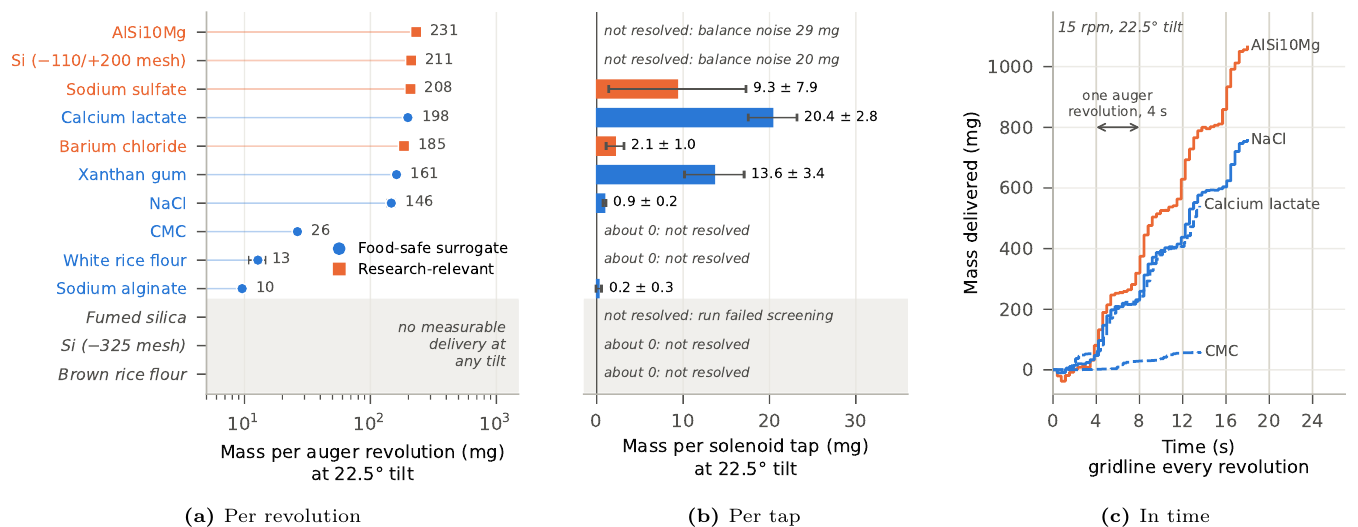 AlSi10Mg
231
Si (−110/+200 mesh)
211
Sodium sulfate
208
Calcium lactate
198
Barium chloride
185
Xanthan gum
161
NaCl
146
CMC
26
White rice flour
13
Sodium alginate
10
Fumed silica
Si (−325 mesh)
Brown rice flour
Food-safe surrogate
Research-relevant
no measurable
delivery at
any tilt
10¹
10²
10³
Mass per auger revolution (mg)
at 22.5° tilt
(a) Per revolution
not resolved: balance noise 29 mg
not resolved: balance noise 20 mg
9.3 ± 7.9
20.4 ± 2.8
2.1 ± 1.0
13.6 ± 3.4
0.9 ± 0.2
about 0: not resolved
about 0: not resolved
0.2 ± 0.3
not resolved: run failed screening
about 0: not resolved
about 0: not resolved
0
10
20
30
Mass per solenoid tap (mg)
at 22.5° tilt
(b) Per tap
15 rpm, 22.5° tilt
AlSi10Mg
one auger
revolution, 4 s
NaCl
Calcium lactate
CMC
1000
800
600
400
200
0
Mass delivered (mg)
0
4
8
12
16
20
24
Time (s)
gridline every revolution
(c) In time